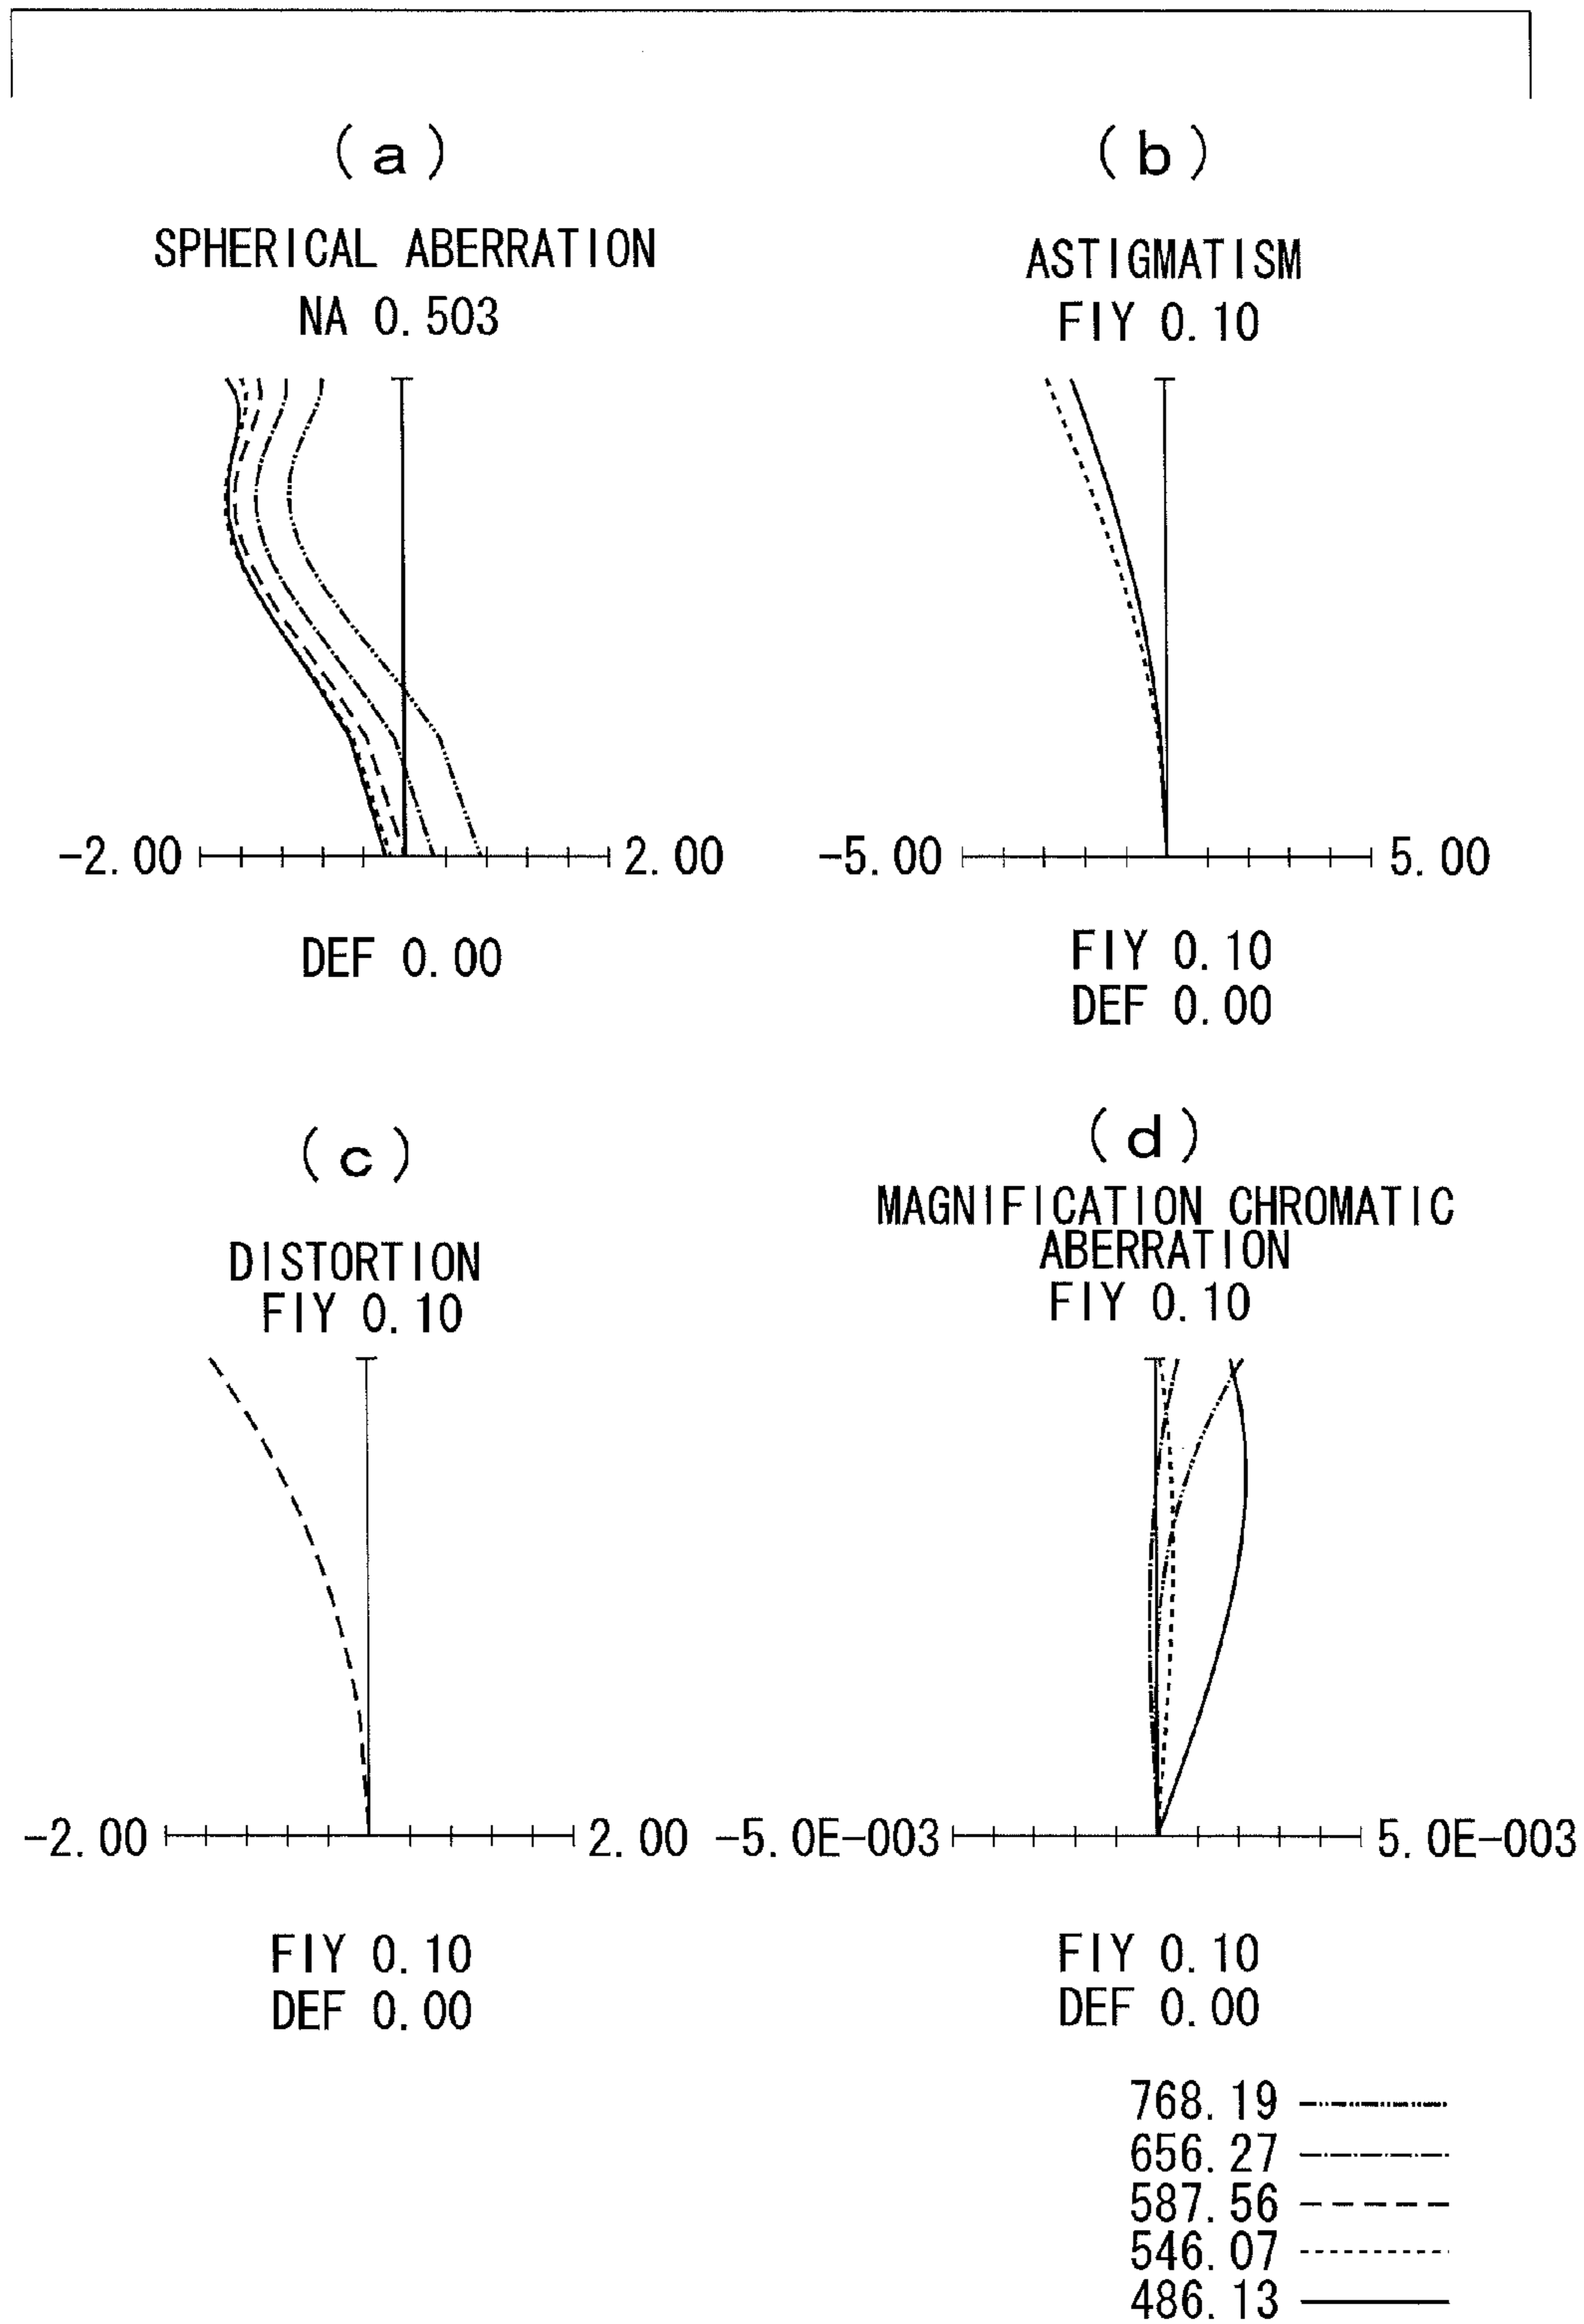 (a)
SPHERICAL ABERRATION
NA 0.503
-2.00
2.00
DEF 0.00
(b)
ASTIGMATISM
FIY 0.10
-5.00
5.00
FIY 0.10
DEF 0.00
(c)
DISTORTION
FIY 0.10
-2.00
2.00
FIY 0.10
DEF 0.00
(d)
MAGNIFICATION CHROMATIC
ABERRATION
FIY 0.10
-5.0E-003
5.0E-003
FIY 0.10
DEF 0.00
768.19
656.27
587.56
546.07
486.13